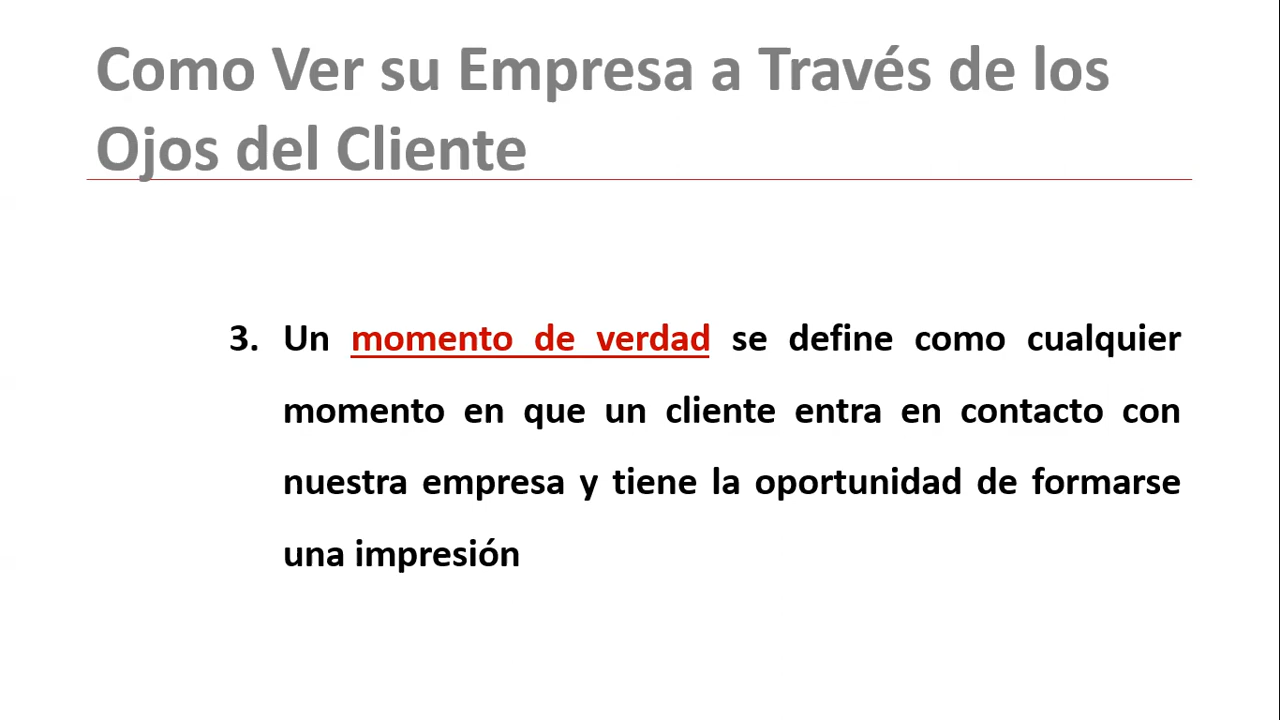 Como Ver su Empresa a Través de los
Ojos del Cliente
3. Un momento de verdad se define como cualquier
momento en que un cliente entra en contacto con
nuestra empresa y tiene la oportunidad de formarse
una impresión